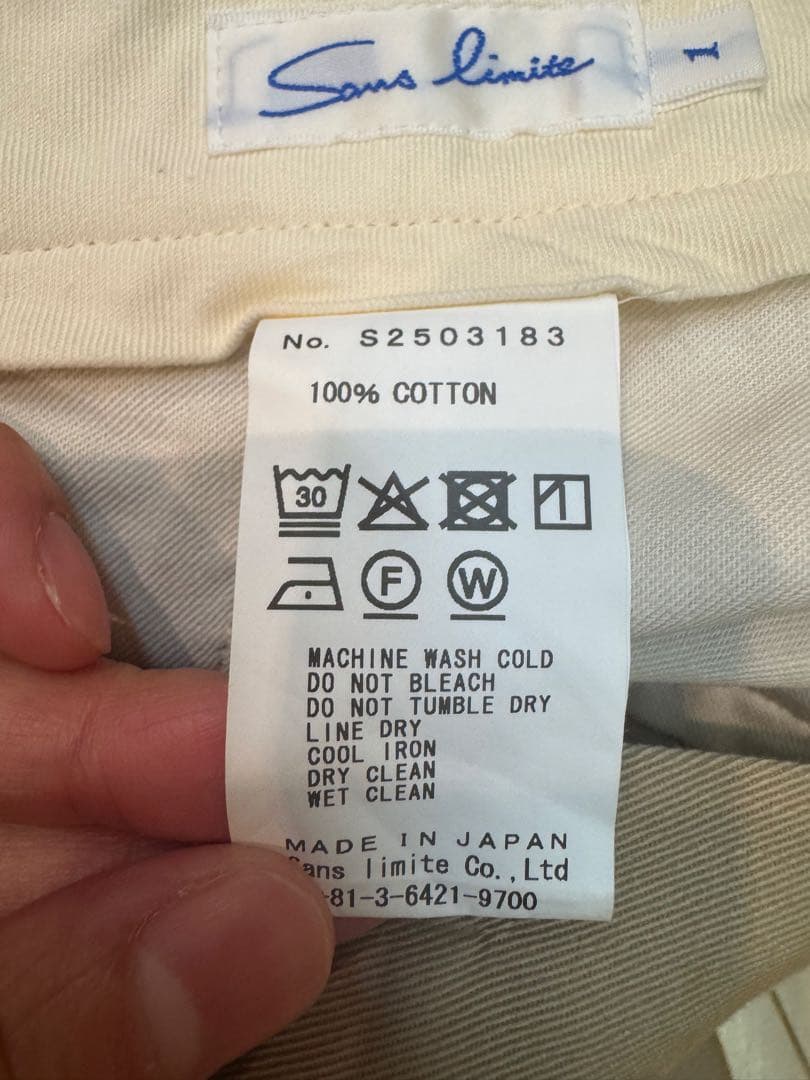 Sans limite
1
No. S2503183
100% COTTON
30
F W
MACHINE WASH COLD
DO NOT BLEACH
DO NOT TUMBLE DRY
LINE DRY
COOL IRON
DRY CLEAN
WET CLEAN
MADE IN JAPAN
Sans limite Co.,Ltd
-81-3-6421-9700